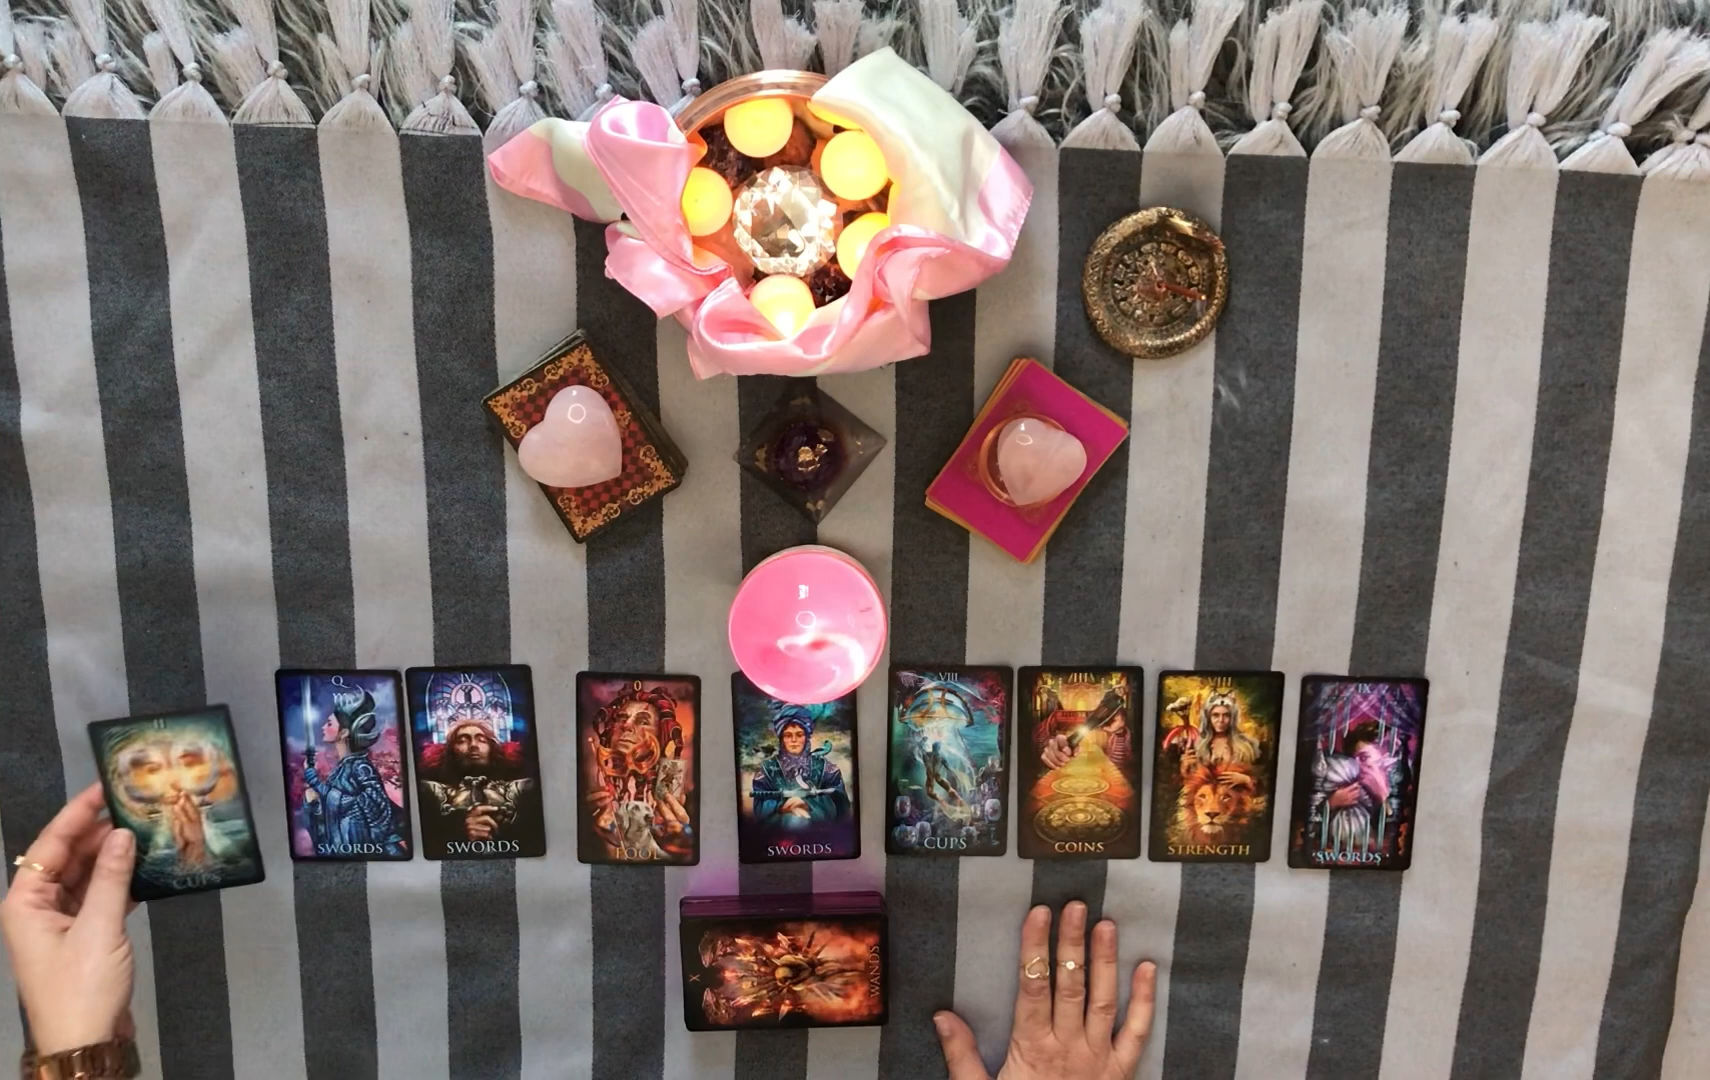 II
CUPS
Q
SWORDS
IV
SWORDS
0
FOOL
SWORDS
VIII
CUPS
COINS
VIII
STRENGTH
IX
SWORDS
X
WANDS